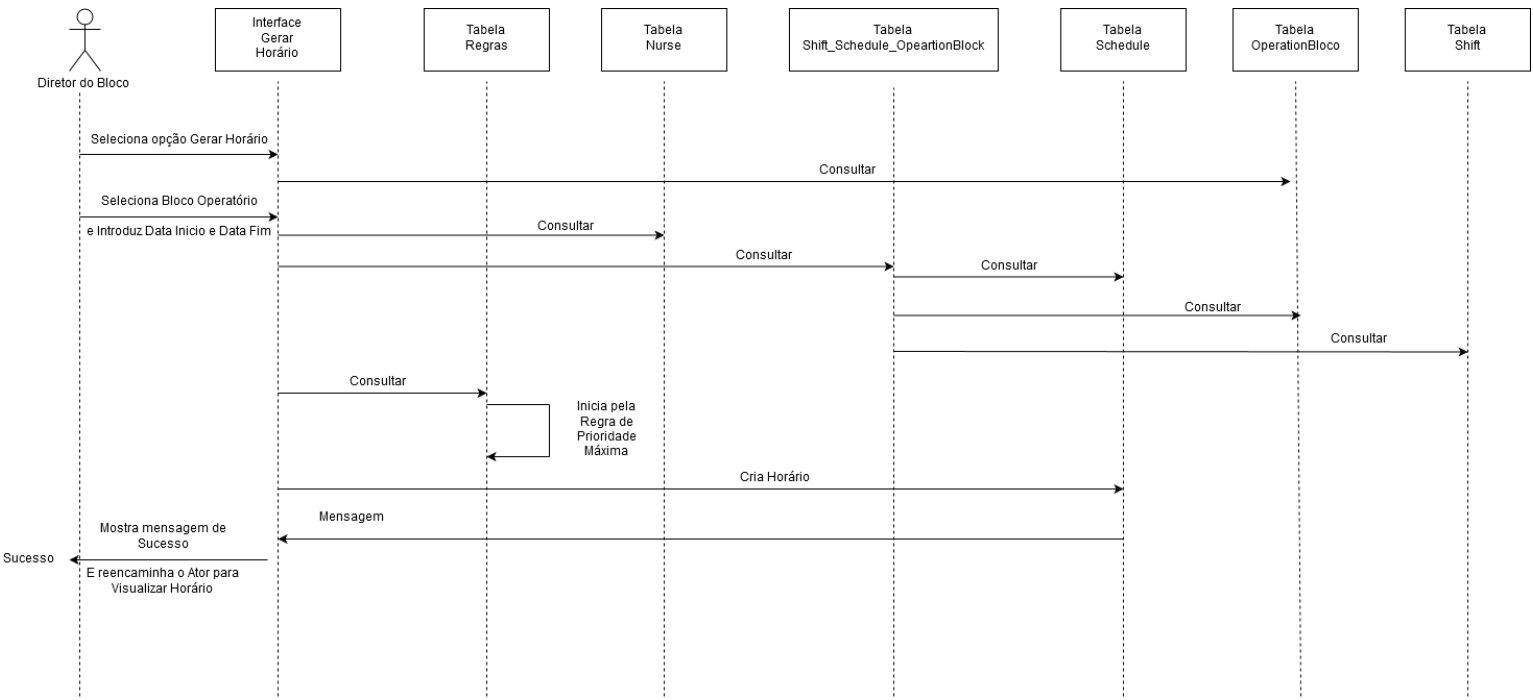 Diretor do Bloco
Interface
Gerar
Horário
Tabela
Regras
Tabela
Nurse
Tabela
Shift_Schedule_OpeartionBlock
Tabela
Schedule
Tabela
OperationBloco
Tabela
Shift
Seleciona opção Gerar Horário
Consultar
Seleciona Bloco Operatório
e Introduz Data Inicio e Data Fim
Consultar
Consultar
Consultar
Consultar
Consultar
Consultar
Inicia pela
Regra de
Prioridade
Máxima
Cria Horário
Mensagem
Mostra mensagem de
Sucesso
Sucesso
E reencaminha o Ator para
Visualizar Horário